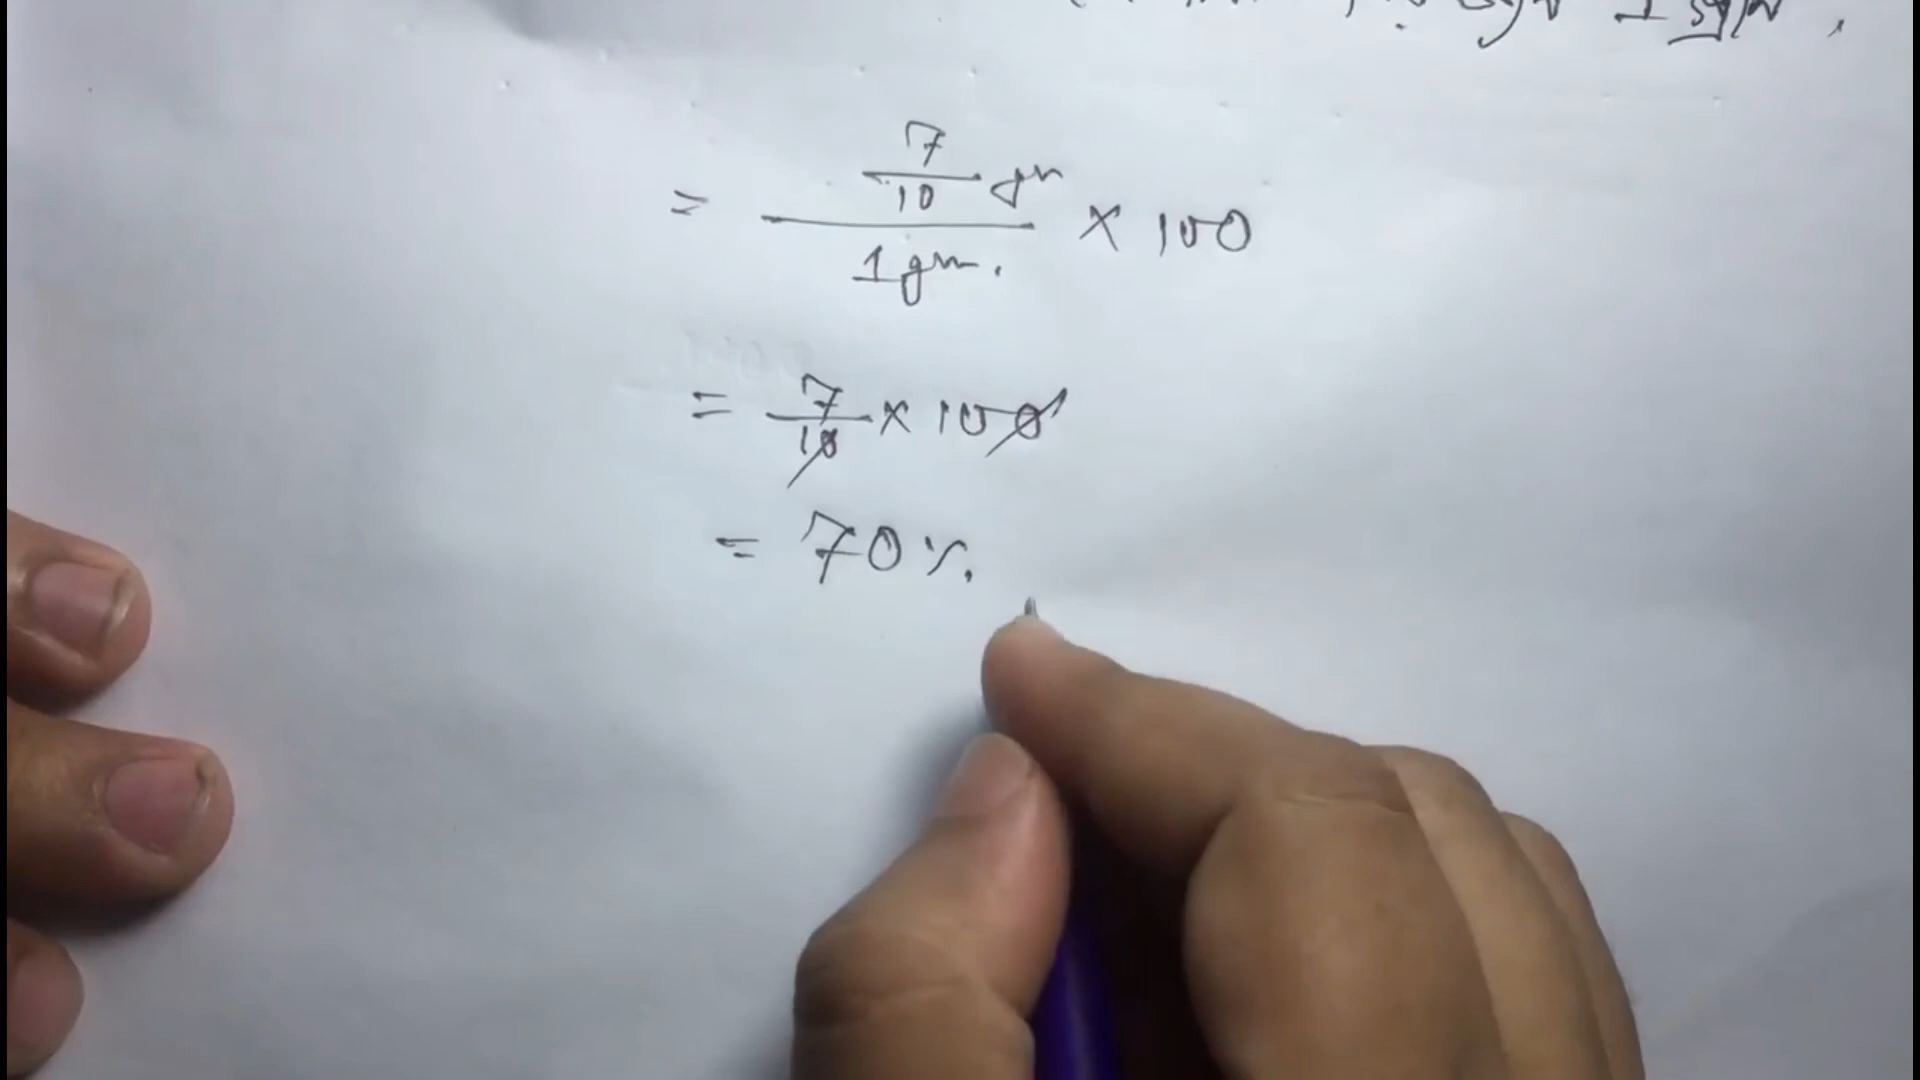 = 7/10 gm / 1 gm. × 100
= 7/10 × 100
= 70%.